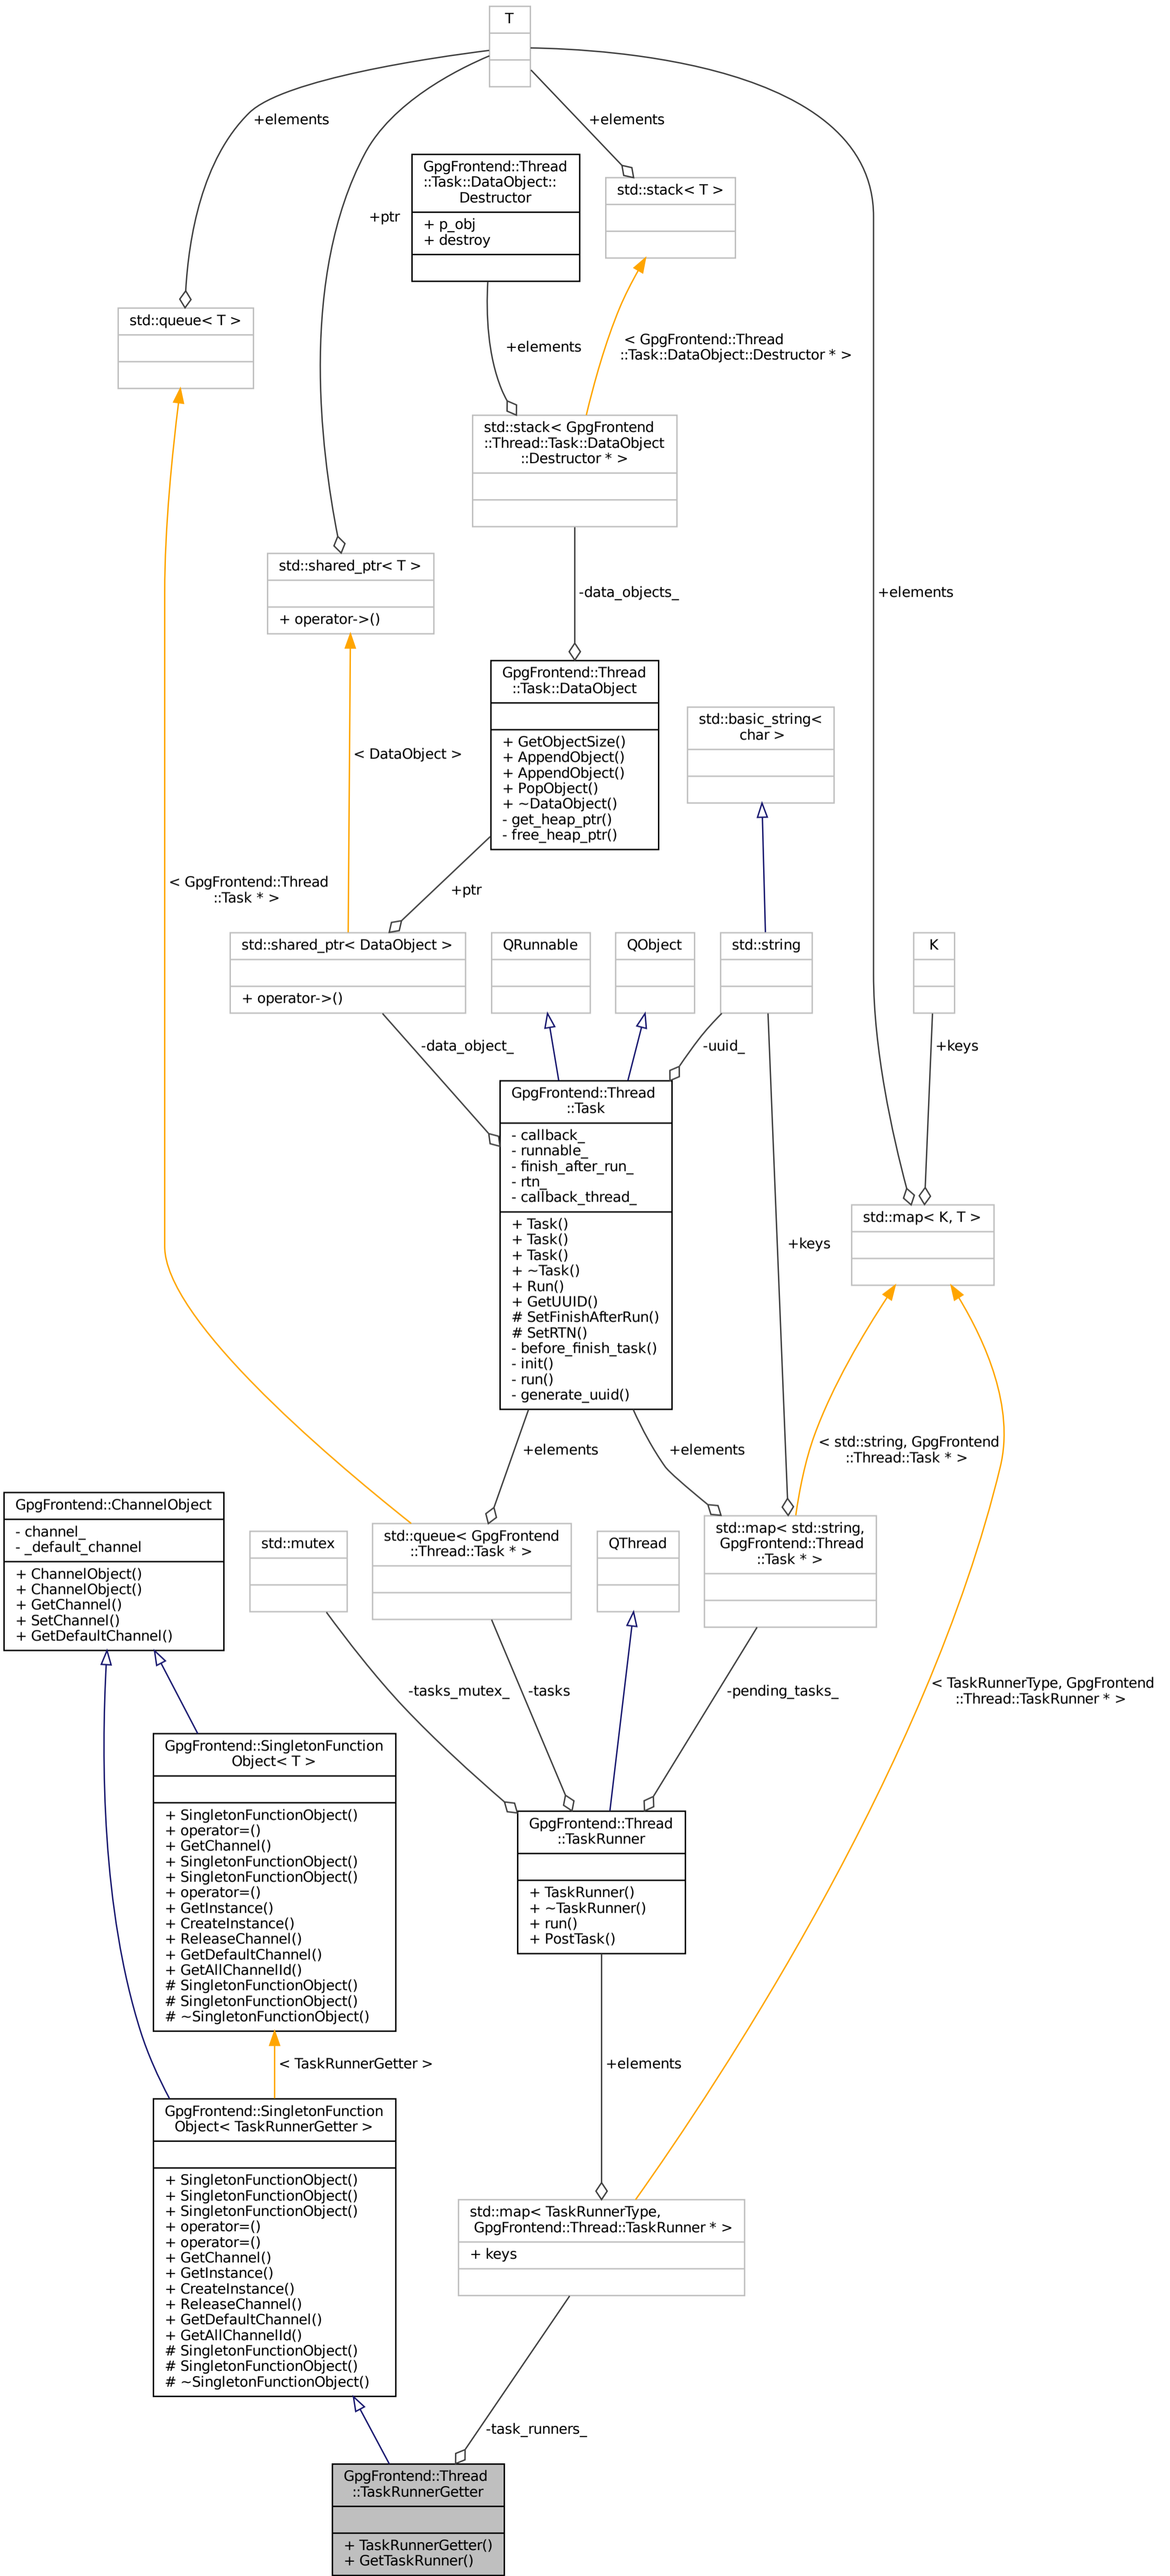 T
+elements
+elements
GpgFrontend::Thread
::Task::DataObject::
Destructor
+ p_obj
+ destroy
std::stack< T >
+ptr
std::queue< T >
+elements
< GpgFrontend::Thread
::Task::DataObject::Destructor * >
std::stack< GpgFrontend
::Thread::Task::DataObject
::Destructor * >
std::shared_ptr< T >
+ operator->()
-data_objects_
+elements
GpgFrontend::Thread
::Task::DataObject
+ GetObjectSize()
+ AppendObject()
+ AppendObject()
+ PopObject()
+ ~DataObject()
- get_heap_ptr()
- free_heap_ptr()
std::basic_string<
char >
< DataObject >
< GpgFrontend::Thread
::Task * >
+ptr
std::shared_ptr< DataObject >
+ operator->()
QRunnable
QObject
std::string
K
-data_object_
-uuid_
+keys
GpgFrontend::Thread
::Task
- callback_
- runnable_
- finish_after_run_
- rtn_
- callback_thread_
+ Task()
+ Task()
+ Task()
+ ~Task()
+ Run()
+ GetUUID()
# SetFinishAfterRun()
# SetRTN()
- before_finish_task()
- init()
- run()
- generate_uuid()
std::map< K, T >
+keys
+elements
+elements
< std::string, GpgFrontend
::Thread::Task * >
GpgFrontend::ChannelObject
- channel_
- _default_channel
+ ChannelObject()
+ ChannelObject()
+ GetChannel()
+ SetChannel()
+ GetDefaultChannel()
std::mutex
std::queue< GpgFrontend
::Thread::Task * >
QThread
std::map< std::string,
GpgFrontend::Thread
::Task * >
-tasks_mutex_
-tasks
-pending_tasks_
< TaskRunnerType, GpgFrontend
::Thread::TaskRunner * >
GpgFrontend::SingletonFunction
Object< T >
+ SingletonFunctionObject()
+ operator=()
+ GetChannel()
+ SingletonFunctionObject()
+ SingletonFunctionObject()
+ operator=()
+ GetInstance()
+ CreateInstance()
+ ReleaseChannel()
+ GetDefaultChannel()
+ GetAllChannelId()
# SingletonFunctionObject()
# SingletonFunctionObject()
# ~SingletonFunctionObject()
GpgFrontend::Thread
::TaskRunner
+ TaskRunner()
+ ~TaskRunner()
+ run()
+ PostTask()
< TaskRunnerGetter >
+elements
GpgFrontend::SingletonFunction
Object< TaskRunnerGetter >
+ SingletonFunctionObject()
+ SingletonFunctionObject()
+ SingletonFunctionObject()
+ operator=()
+ operator=()
+ GetChannel()
+ GetInstance()
+ CreateInstance()
+ ReleaseChannel()
+ GetDefaultChannel()
+ GetAllChannelId()
# SingletonFunctionObject()
# SingletonFunctionObject()
# ~SingletonFunctionObject()
std::map< TaskRunnerType,
GpgFrontend::Thread::TaskRunner * >
+ keys
-task_runners_
GpgFrontend::Thread
::TaskRunnerGetter
+ TaskRunnerGetter()
+ GetTaskRunner()